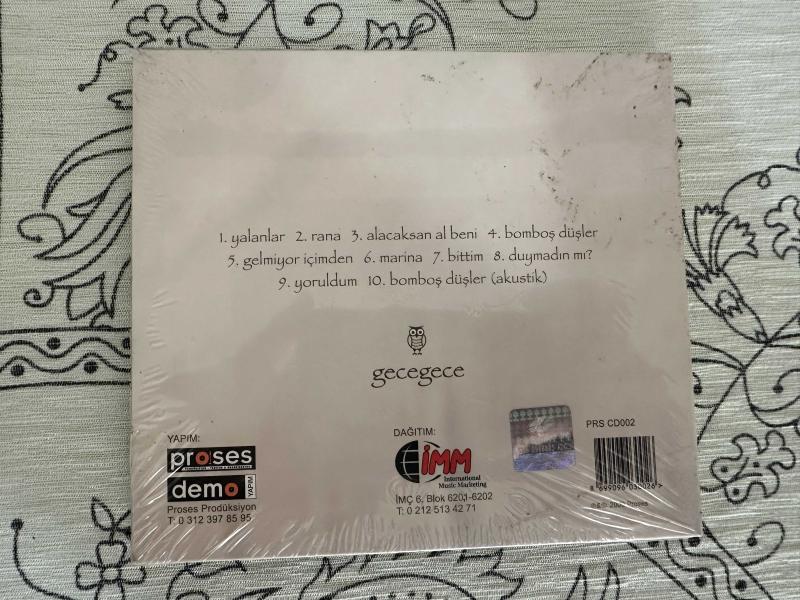 1. yalanlar 2. rana 3. alacaksan al beni 4. bomboş düşler
5. gelmiyor içimden 6. marina 7. bittim 8. duymadın mı?
9. yoruldum 10. bomboş düşler (akustik)
gecegece
YAPIM:
proses
demo YAPIM
Proses Prodüksiyon
T: 0 312 397 85 95
DAĞITIM:
İMM
International
Music Marketing
İMÇ 6. Blok 6201-6202
T: 0 212 513 42 71
PRS CD002
Proses